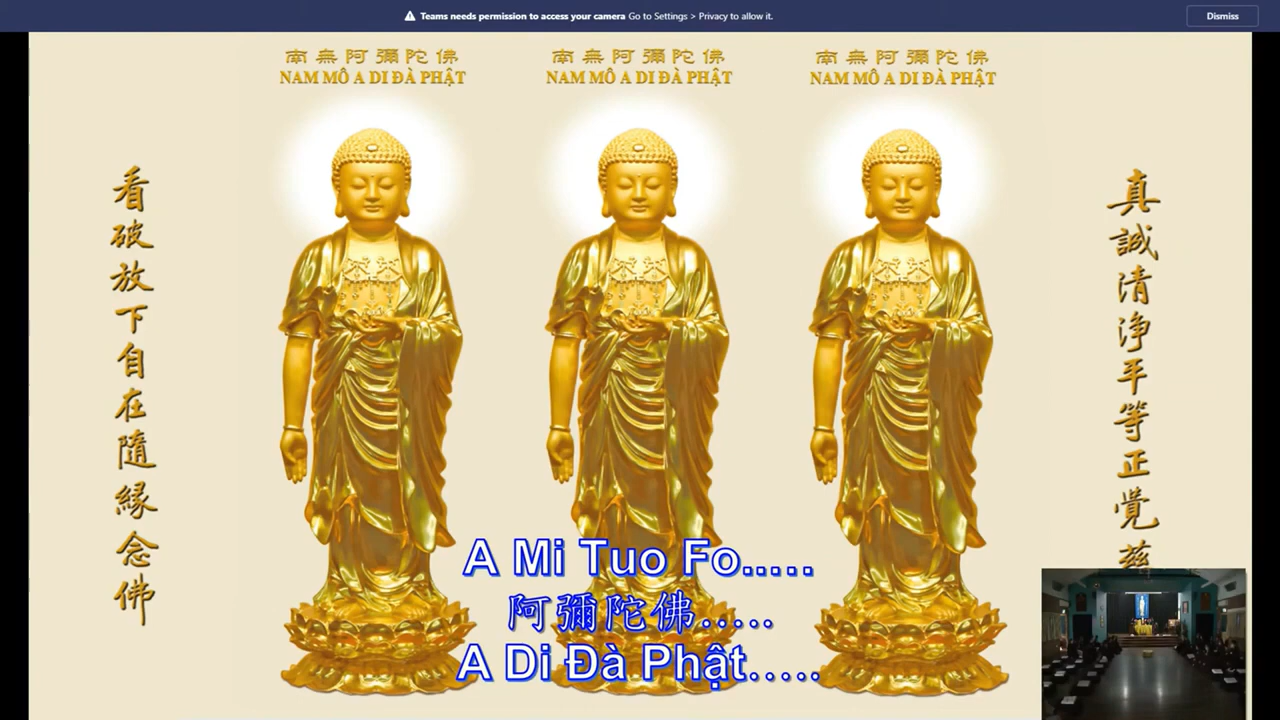 Teams needs permission to access your camera Go to Settings > Privacy to allow it.
Dismiss
南無阿彌陀佛
NAM MÔ A DI ĐÀ PHẬT
南無阿彌陀佛
NAM MÔ A DI ĐÀ PHẬT
南無阿彌陀佛
NAM MÔ A DI ĐÀ PHẬT
真誠清淨平等正覺慈
看破放下自在隨緣念佛
A Mi Tuo Fo.....
阿彌陀佛.....
A Di Đà Phật.....